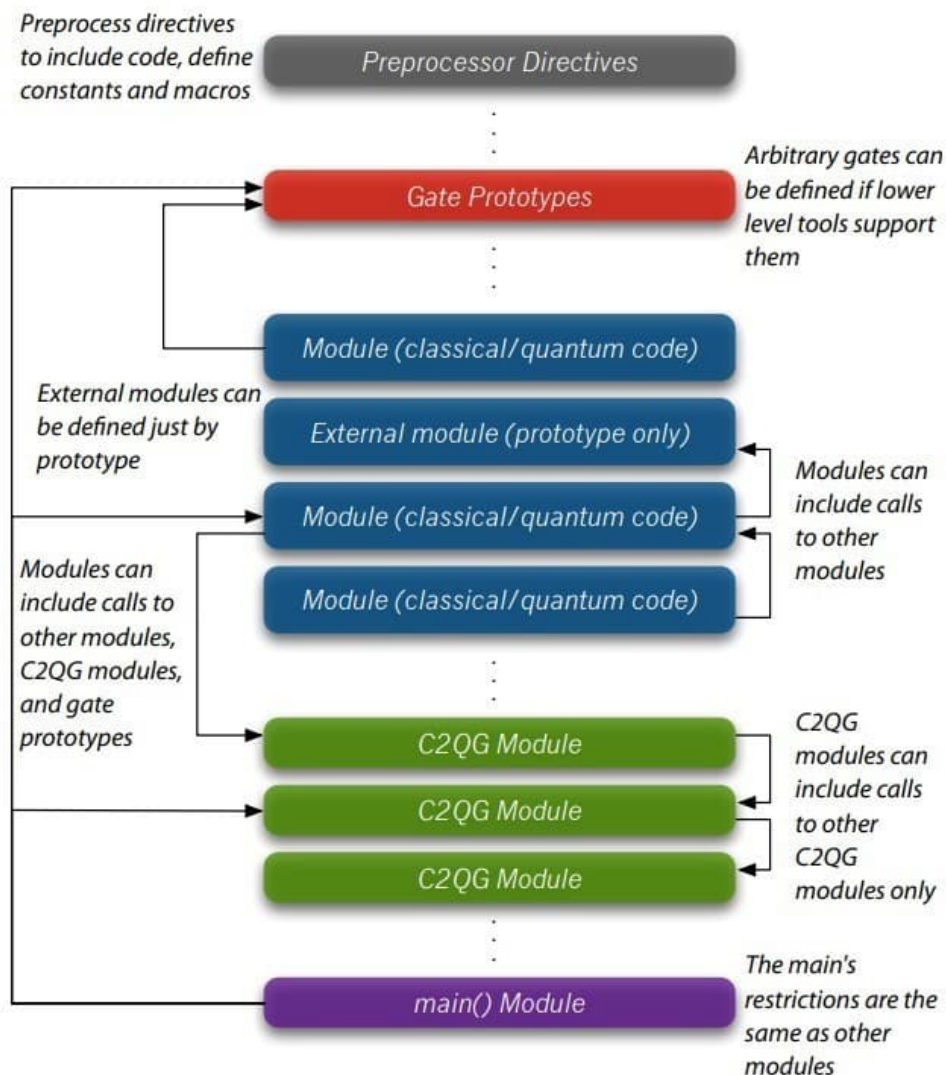 Preprocess directives
to include code, define
constants and macros
Preprocessor Directives
Gate Prototypes
Arbitrary gates can
be defined if lower
level tools support
them
Module (classical/quantum code)
External modules can
be defined just by
prototype
External module (prototype only)
Module (classical/quantum code)
Modules can
include calls
to other
modules
Modules can
include calls to
other modules,
C2QG modules,
and gate
prototypes
Module (classical/quantum code)
C2QG Module
C2QG Module
C2QG Module
C2QG
modules can
include calls
to other
C2QG
modules only
main() Module
The main's
restrictions are the
same as other
modules